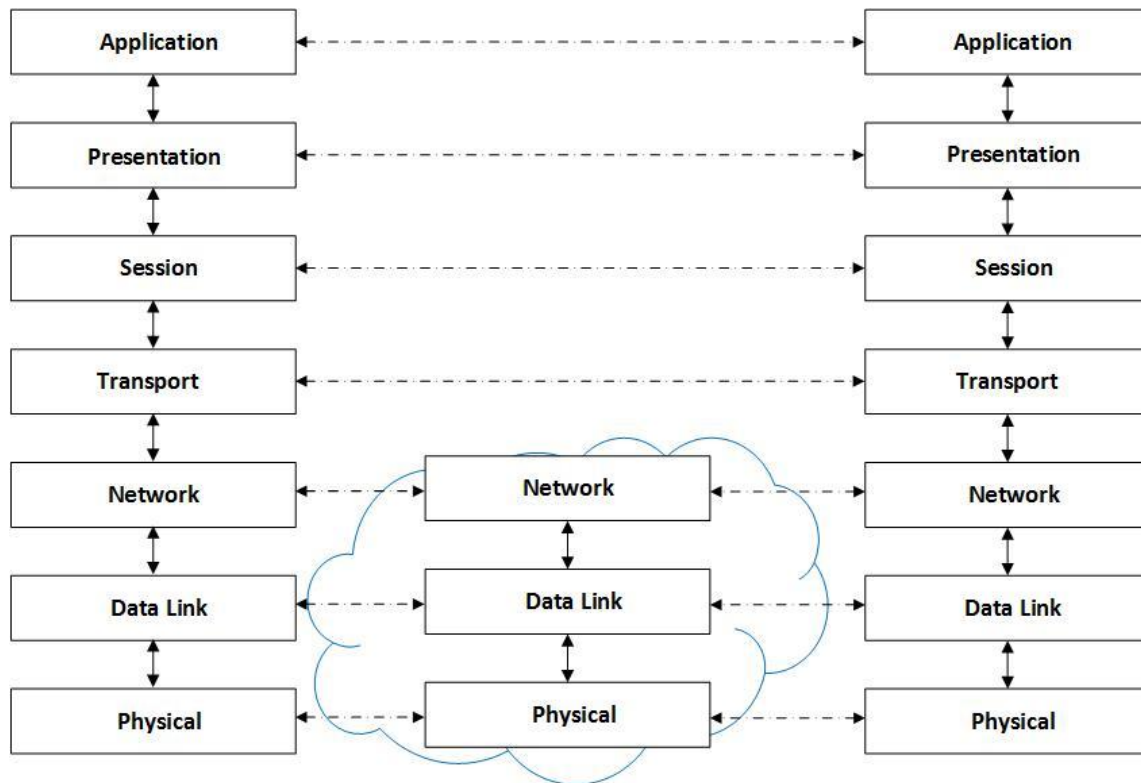 Application
Application
Presentation
Presentation
Session
Session
Transport
Transport
Network
Network
Network
Data Link
Data Link
Data Link
Physical
Physical
Physical